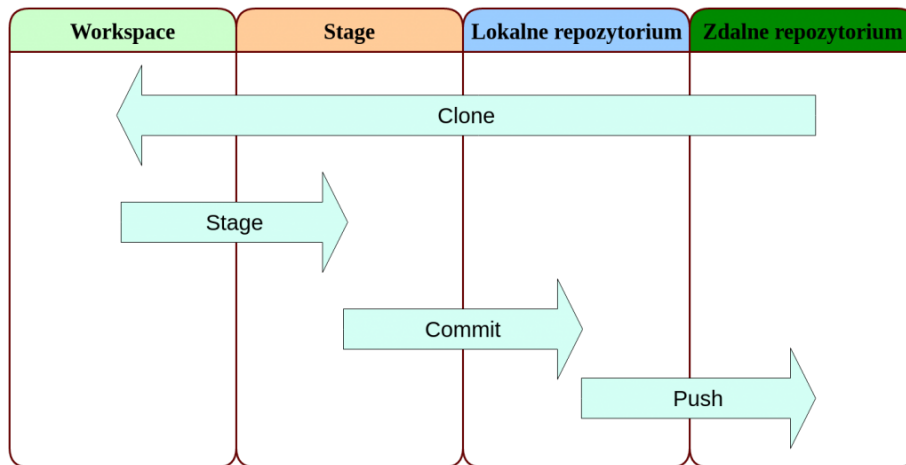 Workspace
Stage
Lokalne repozytorium
Zdalne repozytorium
Clone
Stage
Commit
Push